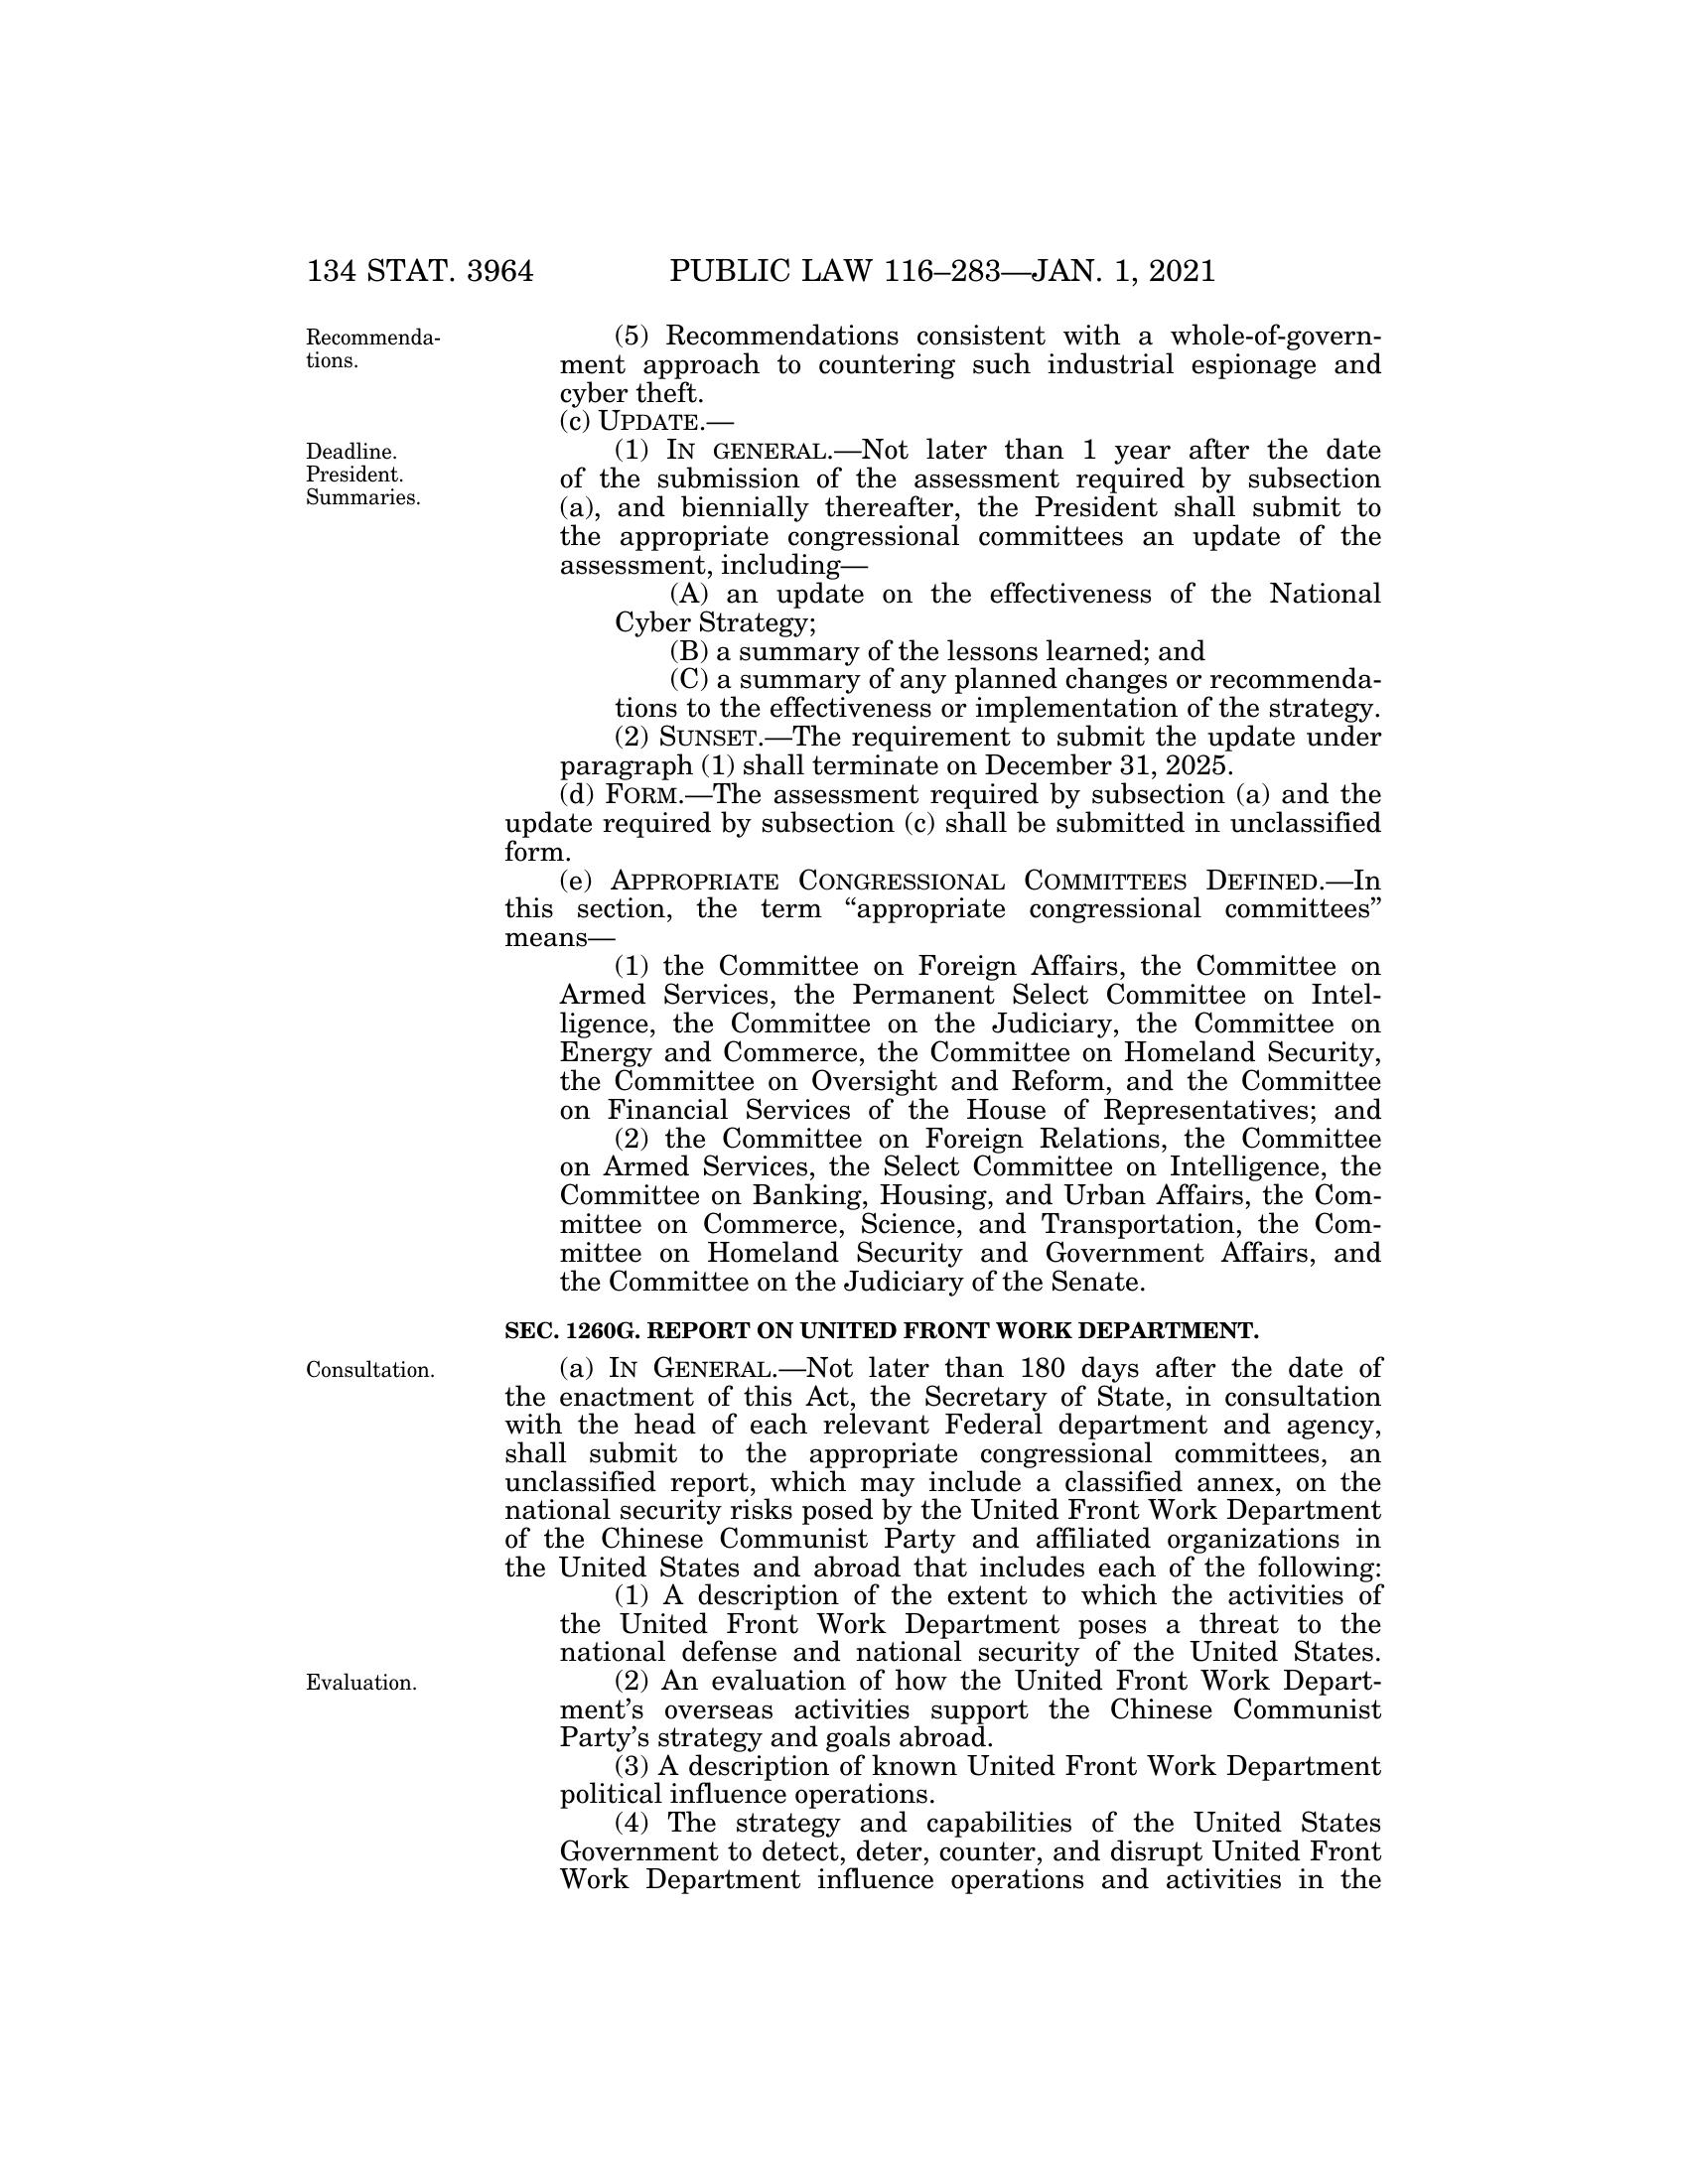 134 STAT. 3964
PUBLIC LAW 116–283—JAN. 1, 2021
Recommenda-
tions.
(5) Recommendations consistent with a whole-of-govern-
ment approach to countering such industrial espionage and
cyber theft.
(c) UPDATE.—
Deadline.
President.
Summaries.
(1) IN GENERAL.—Not later than 1 year after the date
of the submission of the assessment required by subsection
(a), and biennially thereafter, the President shall submit to
the appropriate congressional committees an update of the
assessment, including—
(A) an update on the effectiveness of the National
Cyber Strategy;
(B) a summary of the lessons learned; and
(C) a summary of any planned changes or recommenda-
tions to the effectiveness or implementation of the strategy.
(2) SUNSET.—The requirement to submit the update under
paragraph (1) shall terminate on December 31, 2025.
(d) FORM.—The assessment required by subsection (a) and the
update required by subsection (c) shall be submitted in unclassified
form.
(e) APPROPRIATE CONGRESSIONAL COMMITTEES DEFINED.—In
this section, the term “appropriate congressional committees”
means—
(1) the Committee on Foreign Affairs, the Committee on
Armed Services, the Permanent Select Committee on Intel-
ligence, the Committee on the Judiciary, the Committee on
Energy and Commerce, the Committee on Homeland Security,
the Committee on Oversight and Reform, and the Committee
on Financial Services of the House of Representatives; and
(2) the Committee on Foreign Relations, the Committee
on Armed Services, the Select Committee on Intelligence, the
Committee on Banking, Housing, and Urban Affairs, the Com-
mittee on Commerce, Science, and Transportation, the Com-
mittee on Homeland Security and Government Affairs, and
the Committee on the Judiciary of the Senate.
SEC. 1260G. REPORT ON UNITED FRONT WORK DEPARTMENT.
Consultation.
(a) IN GENERAL.—Not later than 180 days after the date of
the enactment of this Act, the Secretary of State, in consultation
with the head of each relevant Federal department and agency,
shall submit to the appropriate congressional committees, an
unclassified report, which may include a classified annex, on the
national security risks posed by the United Front Work Department
of the Chinese Communist Party and affiliated organizations in
the United States and abroad that includes each of the following:
(1) A description of the extent to which the activities of
the United Front Work Department poses a threat to the
national defense and national security of the United States.
Evaluation.
(2) An evaluation of how the United Front Work Depart-
ment’s overseas activities support the Chinese Communist
Party’s strategy and goals abroad.
(3) A description of known United Front Work Department
political influence operations.
(4) The strategy and capabilities of the United States
Government to detect, deter, counter, and disrupt United Front
Work Department influence operations and activities in the